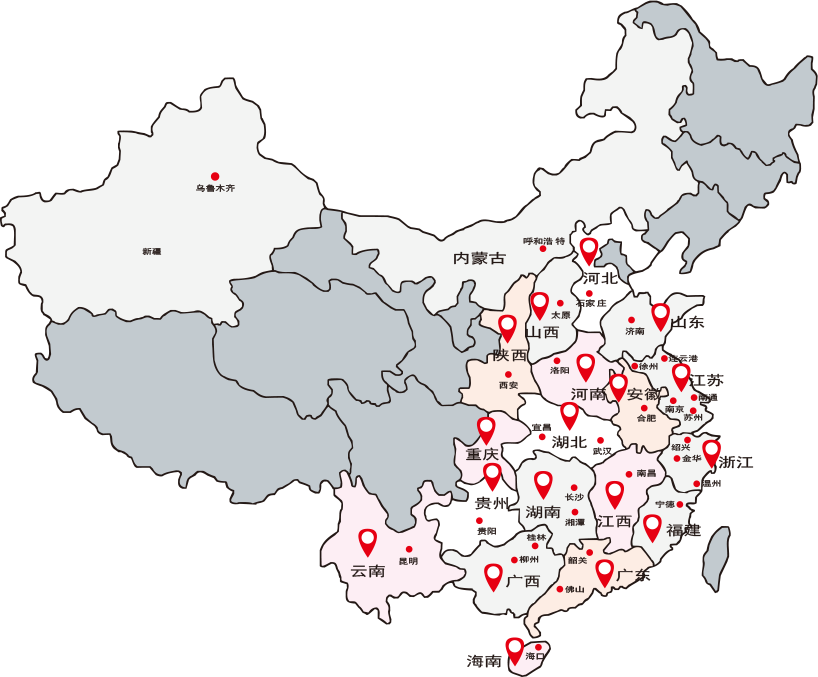 乌鲁木齐
新疆
呼和浩特
内蒙古
河北
石家庄
太原
山西
济南
山东
陕西
西安
洛阳
河南
徐州
连云港
江苏
南通
南京
苏州
安徽
合肥
宜昌
湖北
武汉
重庆
绍兴
金华
浙江
温州
贵州
贵阳
湖南
长沙
湘潭
南昌
江西
宁德
福建
云南
昆明
桂林
柳州
广西
韶关
广东
佛山
海南
海口